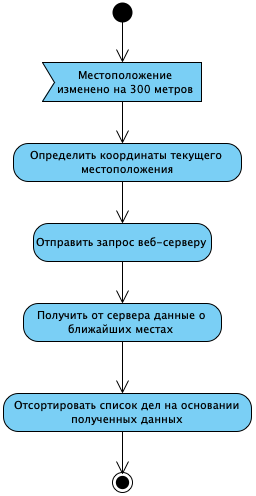 Местоположение
изменено на 300 метров
Определить координаты текущего
местоположения
Отправить запрос веб-серверу
Получить от сервера данные о
ближайших местах
Отсортировать список дел на основании
полученных данных